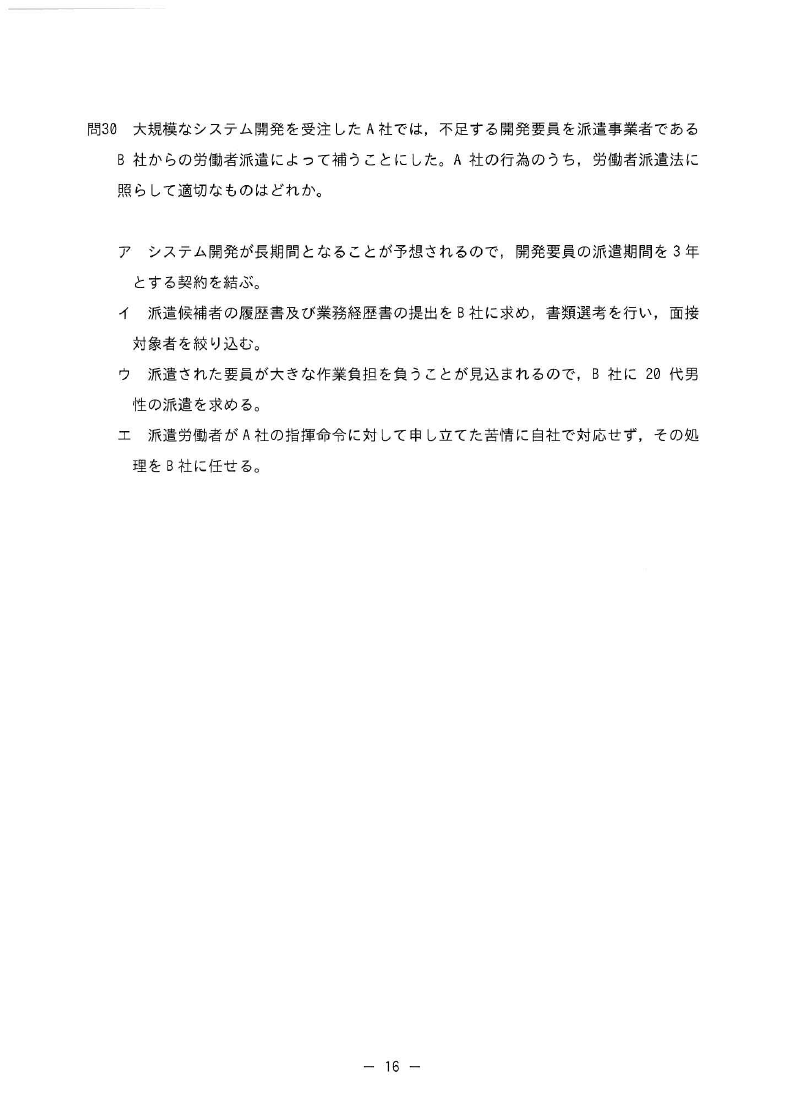 問30　大規模なシステム開発を受注したA社では，不足する開発要員を派遣事業者である
B 社からの労働者派遣によって補うことにした。A 社の行為のうち，労働者派遣法に
照らして適切なものはどれか。
ア　システム開発が長期間となることが予想されるので，開発要員の派遣期間を3年
とする契約を結ぶ。
イ　派遣候補者の履歴書及び業務経歴書の提出をB社に求め，書類選考を行い，面接
対象者を絞り込む。
ウ　派遣された要員が大きな作業負担を負うことが見込まれるので，B 社に 20 代男
性の派遣を求める。
エ　派遣労働者がA社の指揮命令に対して申し立てた苦情に自社で対応せず，その処
理をB社に任せる。
－ 16 －